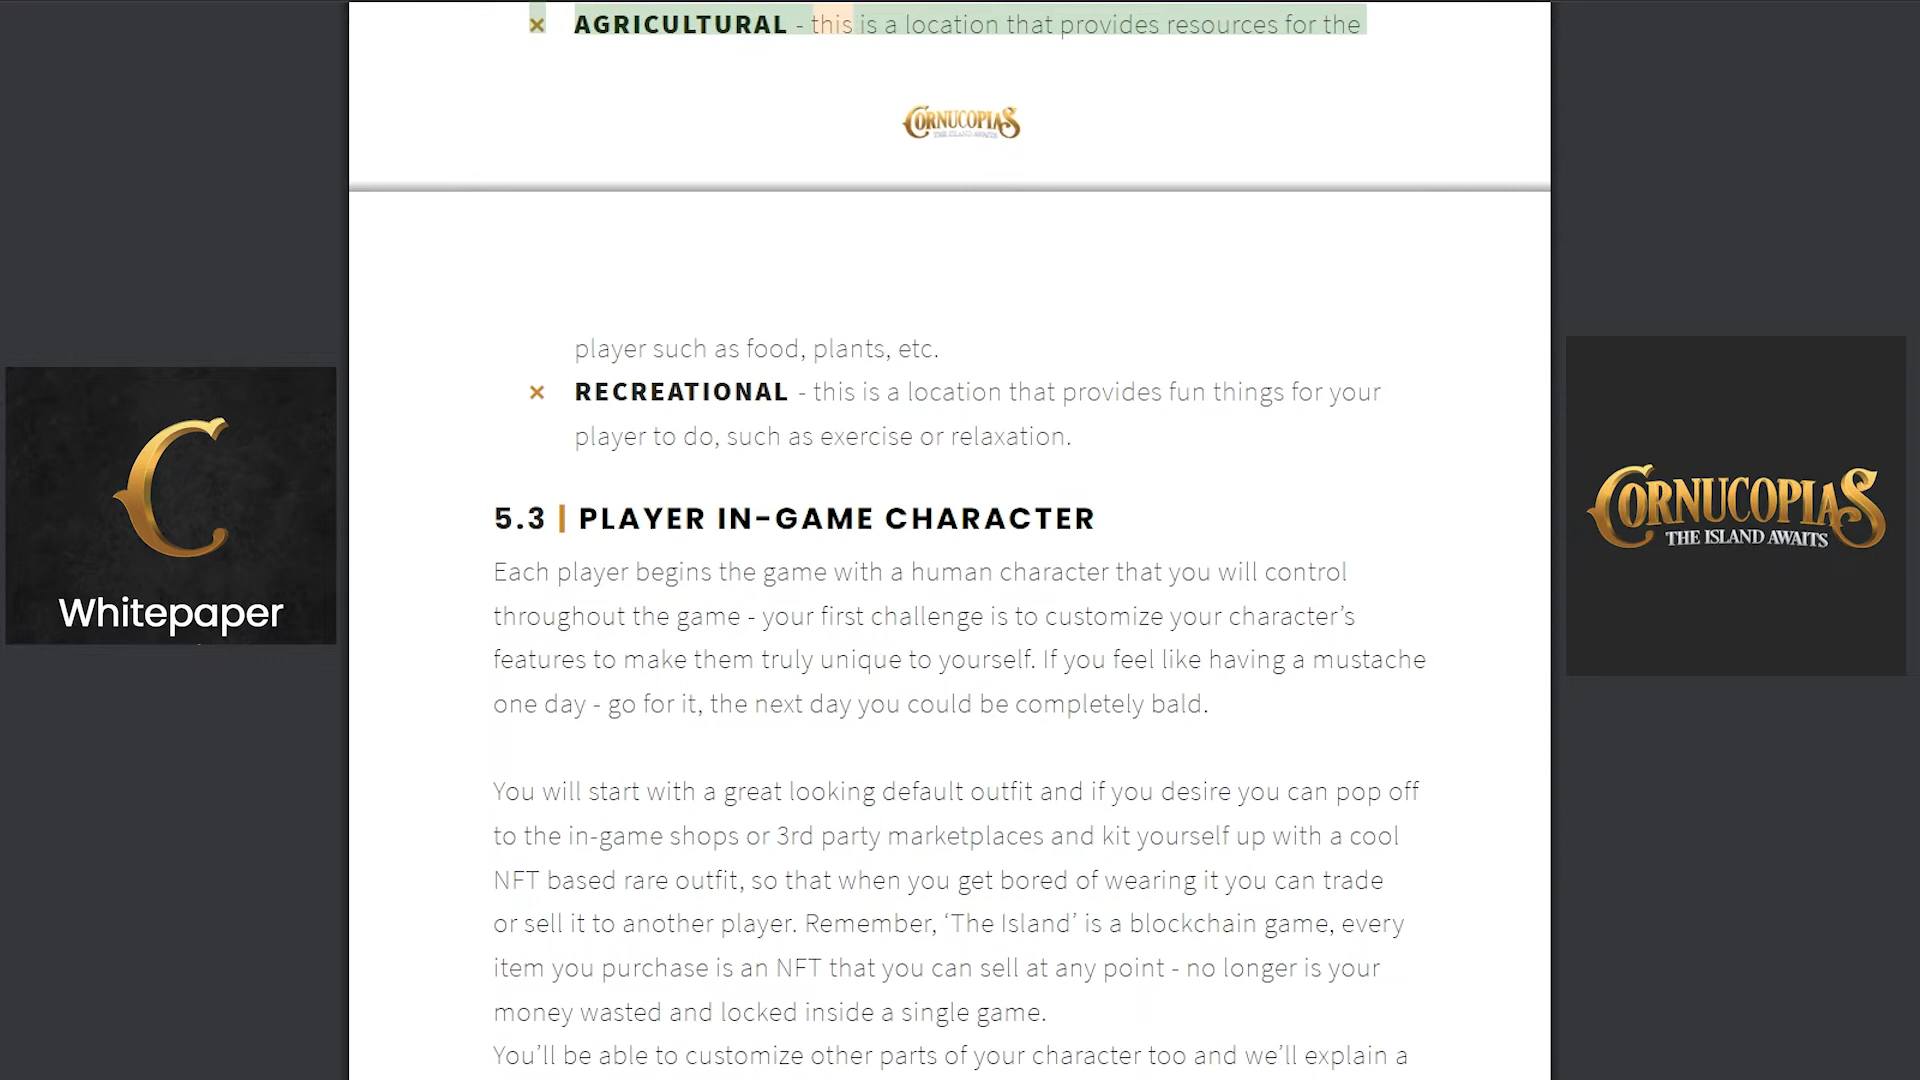 × AGRICULTURAL - this is a location that provides resources for the
CORNUCOPIAS
THE ISLAND AWAITS
player such as food, plants, etc.
× RECREATIONAL - this is a location that provides fun things for your
player to do, such as exercise or relaxation.
5.3 | PLAYER IN-GAME CHARACTER
Each player begins the game with a human character that you will control
throughout the game - your first challenge is to customize your character’s
features to make them truly unique to yourself. If you feel like having a mustache
one day - go for it, the next day you could be completely bald.
You will start with a great looking default outfit and if you desire you can pop off
to the in-game shops or 3rd party marketplaces and kit yourself up with a cool
NFT based rare outfit, so that when you get bored of wearing it you can trade
or sell it to another player. Remember, ‘The Island’ is a blockchain game, every
item you purchase is an NFT that you can sell at any point - no longer is your
money wasted and locked inside a single game.
You’ll be able to customize other parts of your character too and we’ll explain a
C
Whitepaper
CORNUCOPIAS
THE ISLAND AWAITS